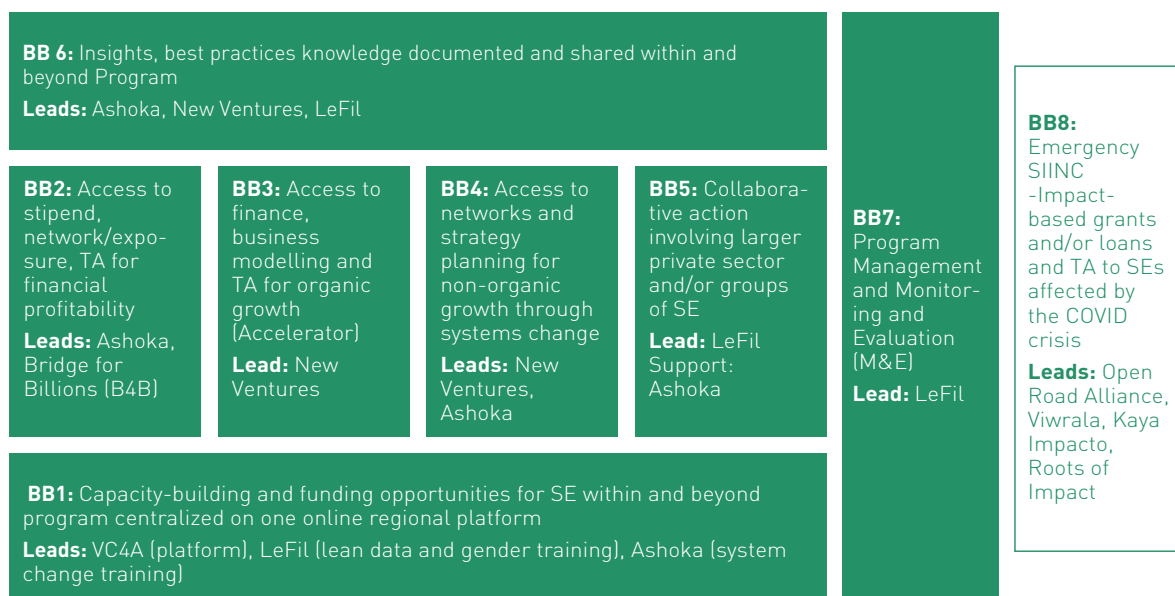 BB 6: Insights, best practices knowledge documented and shared within and
beyond Program
Leads: Ashoka, New Ventures, LeFil
BB2: Access to
stipend,
network/expo-
sure, TA for
financial
profitability
Leads: Ashoka,
Bridge for
Billions (B4B)
BB3: Access to
finance,
business
modelling and
TA for organic
growth
(Accelerator)
Lead: New
Ventures
BB4: Access to
networks and
strategy
planning for
non-organic
growth through
systems change
Leads: New
Ventures,
Ashoka
BB5: Collabora-
tive action
involving larger
private sector
and/or groups
of SE
Lead: LeFil
Support:
Ashoka
BB1: Capacity-building and funding opportunities for SE within and beyond
program centralized on one online regional platform
Leads: VC4A (platform), LeFil (lean data and gender training), Ashoka (system
change training)
BB7:
Program
Management
and Monitor-
ing and
Evaluation
(M&E)
Lead: LeFil
BB8:
Emergency
SIINC
-Impact-
based grants
and/or loans
and TA to SEs
affected by
the COVID
crisis
Leads: Open
Road Alliance,
Viwrala, Kaya
Impacto,
Roots of
Impact